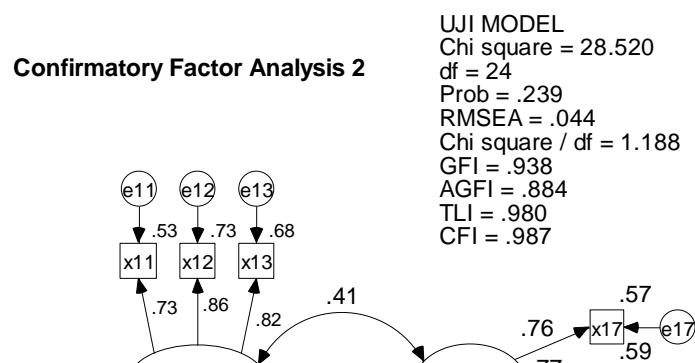 UJI MODEL
Chi square = 28.520
df = 24
Prob = .239
RMSEA = .044
Chi square / df = 1.188
GFI = .938
AGFI = .884
TLI = .980
CFI = .987
Confirmatory Factor Analysis 2
e11 e12 e13
.53 .73 .68
x11 x12 x13
.73 .86 .82
.41
.57
.76 x17 e17
.59
.77